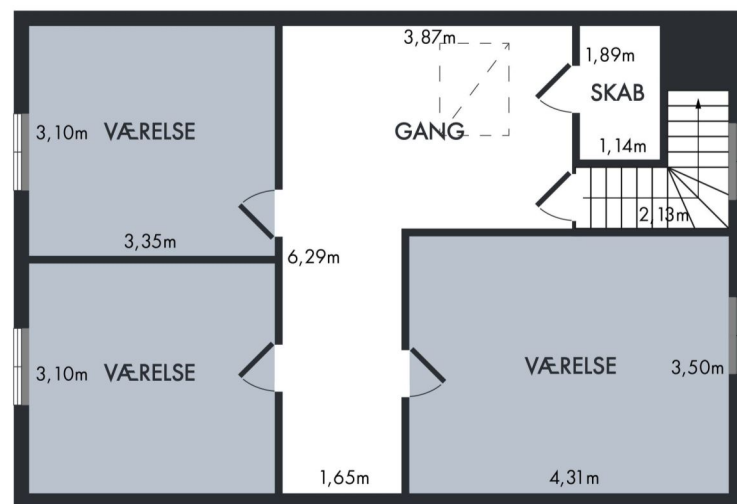 3,87m
1,89m
3,10m VÆRELSE
GANG
SKAB
1,14m
3,35m
2,13m
6,29m
3,10m VÆRELSE
VÆRELSE 3,50m
1,65m
4,31m